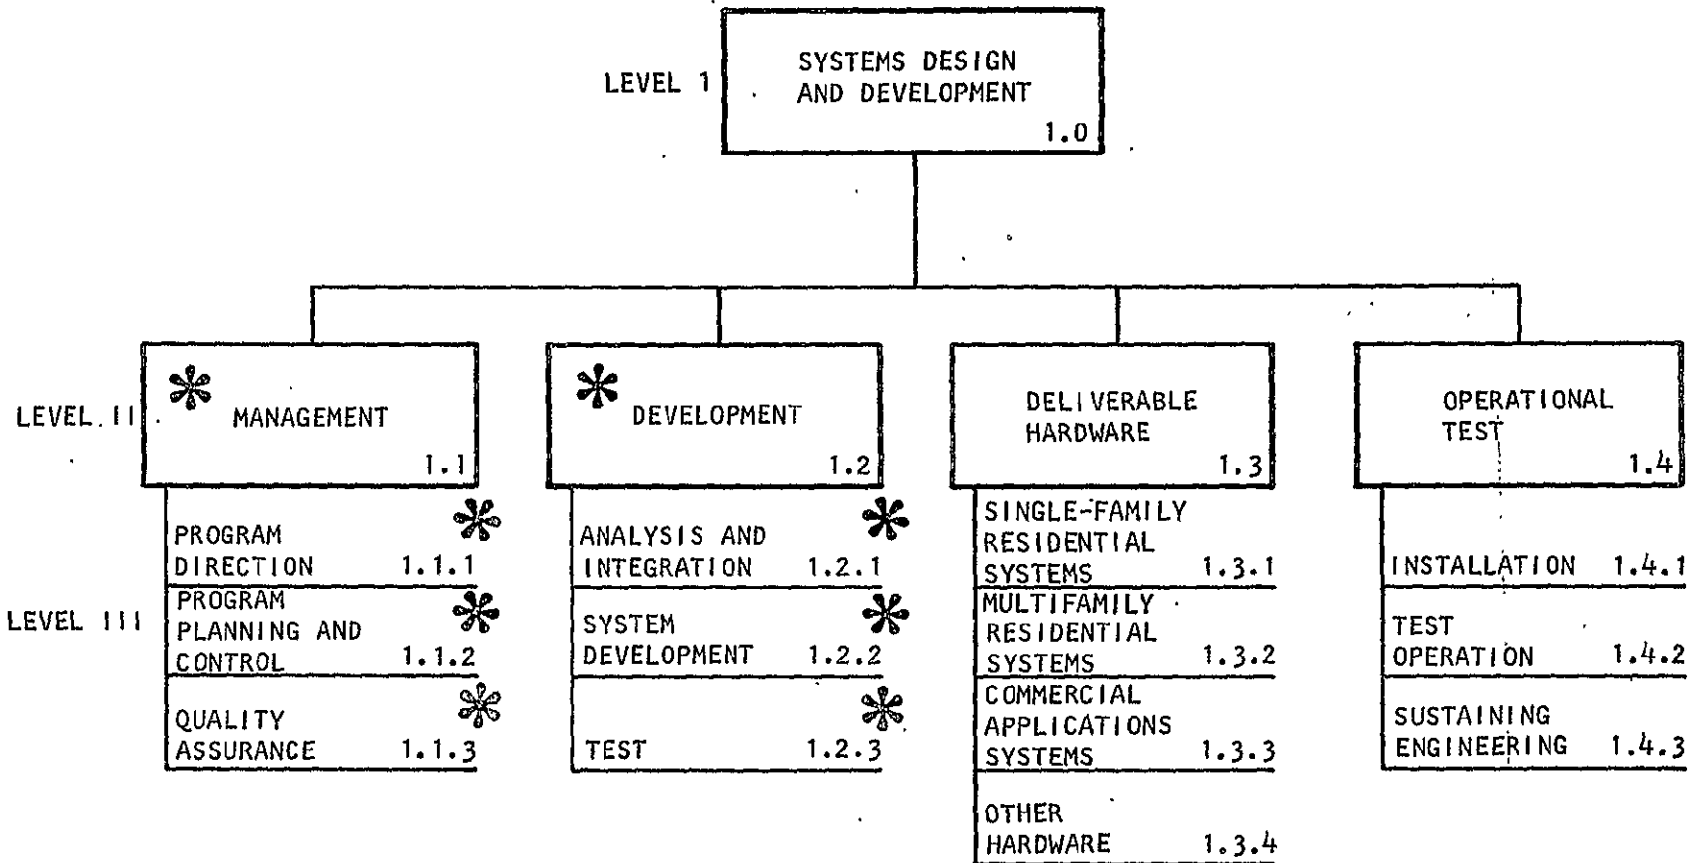 LEVEL 1
SYSTEMS DESIGN
AND DEVELOPMENT
1.0
LEVEL II
* MANAGEMENT
1.1
* DEVELOPMENT
1.2
DELIVERABLE
HARDWARE
1.3
OPERATIONAL
TEST
1.4
LEVEL III
PROGRAM *
DIRECTION 1.1.1
PROGRAM *
PLANNING AND
CONTROL 1.1.2
QUALITY *
ASSURANCE 1.1.3
ANALYSIS AND *
INTEGRATION 1.2.1
SYSTEM *
DEVELOPMENT 1.2.2
*
TEST 1.2.3
SINGLE-FAMILY
RESIDENTIAL
SYSTEMS 1.3.1
MULTIFAMILY
RESIDENTIAL
SYSTEMS 1.3.2
COMMERCIAL
APPLICATIONS
SYSTEMS 1.3.3
OTHER
HARDWARE 1.3.4
INSTALLATION 1.4.1
TEST
OPERATION 1.4.2
SUSTAINING
ENGINEERING 1.4.3